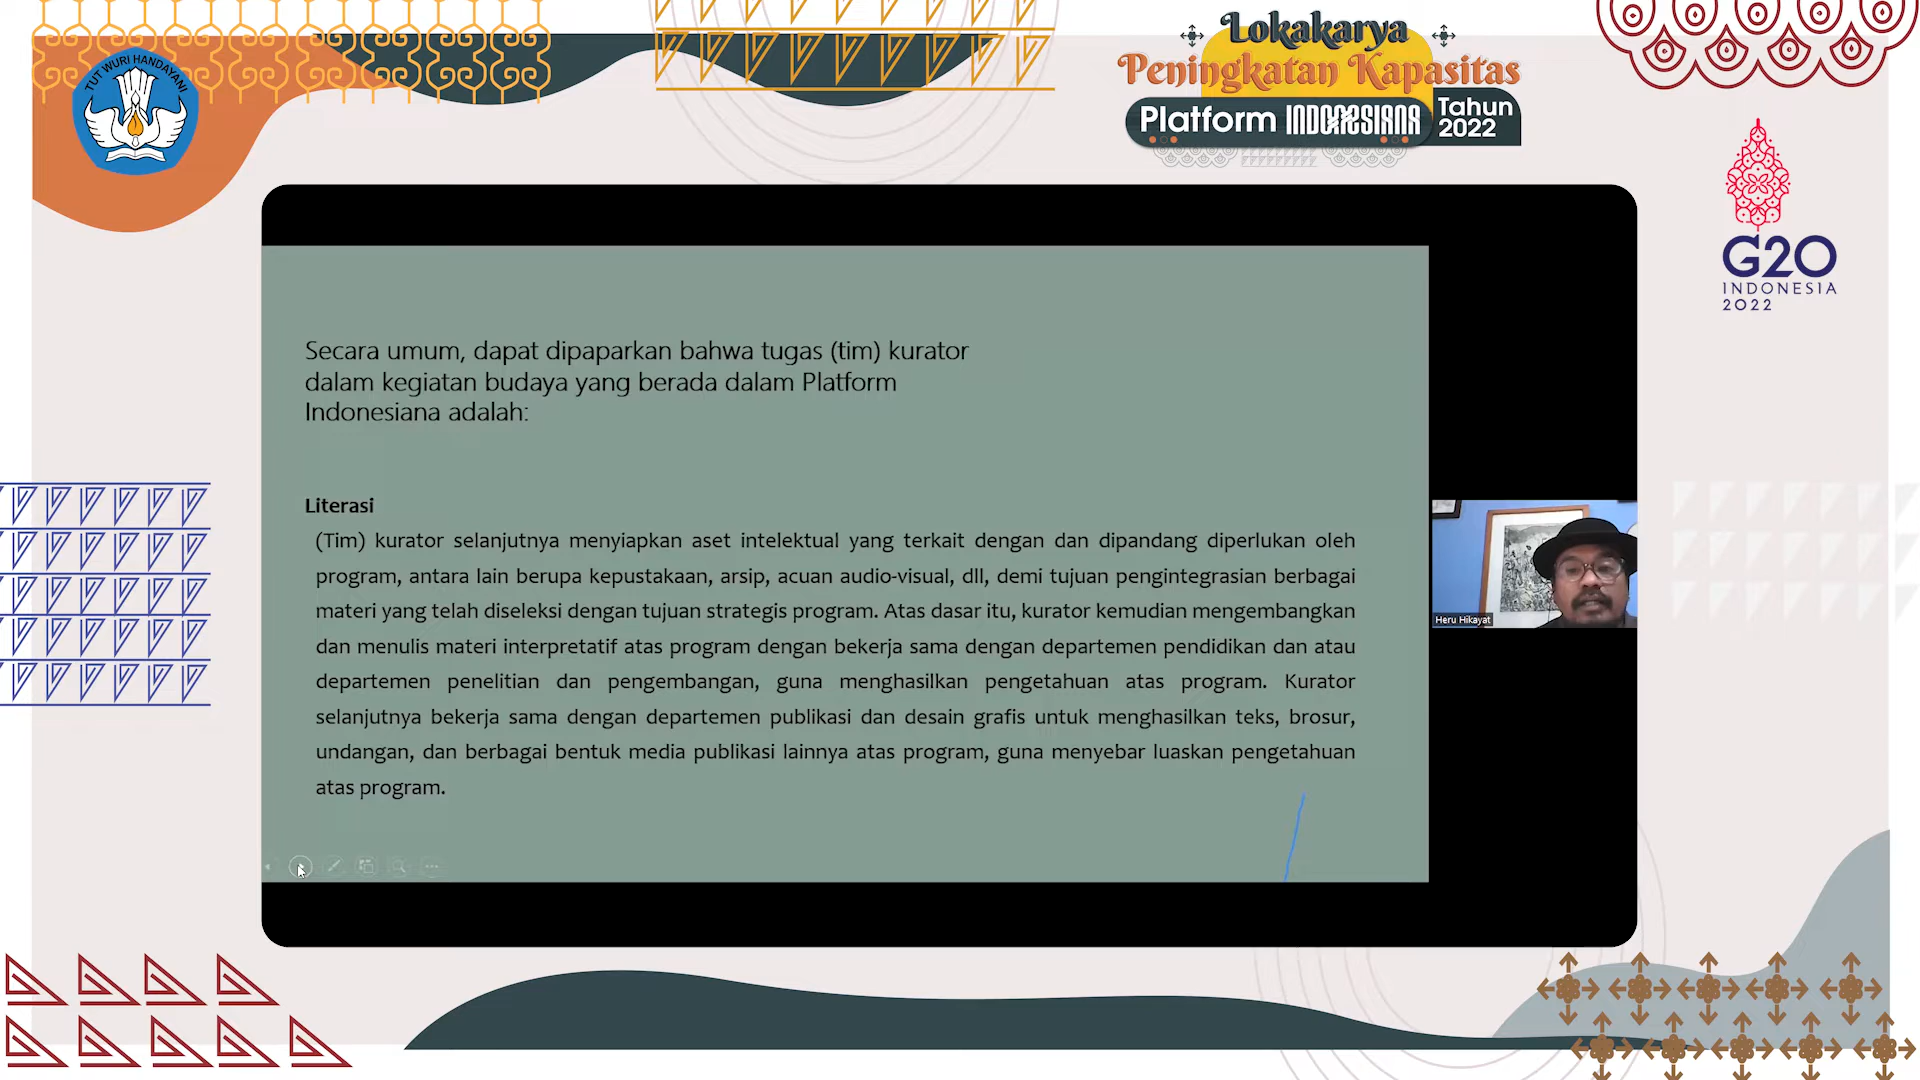 TUT WURI HANDAYANI
Lokakarya
Peningkatan Kapasitas
Platform INDONESIANA Tahun 2022
G20
INDONESIA
2022
Secara umum, dapat dipaparkan bahwa tugas (tim) kurator
dalam kegiatan budaya yang berada dalam Platform
Indonesiana adalah:
Literasi
(Tim) kurator selanjutnya menyiapkan aset intelektual yang terkait dengan dan dipandang diperlukan oleh
program, antara lain berupa kepustakaan, arsip, acuan audio-visual, dll, demi tujuan pengintegrasian berbagai
materi yang telah diseleksi dengan tujuan strategis program. Atas dasar itu, kurator kemudian mengembangkan
dan menulis materi interpretatif atas program dengan bekerja sama dengan departemen pendidikan dan atau
departemen penelitian dan pengembangan, guna menghasilkan pengetahuan atas program. Kurator
selanjutnya bekerja sama dengan departemen publikasi dan desain grafis untuk menghasilkan teks, brosur,
undangan, dan berbagai bentuk media publikasi lainnya atas program, guna menyebar luaskan pengetahuan
atas program.
Heru Hikayat